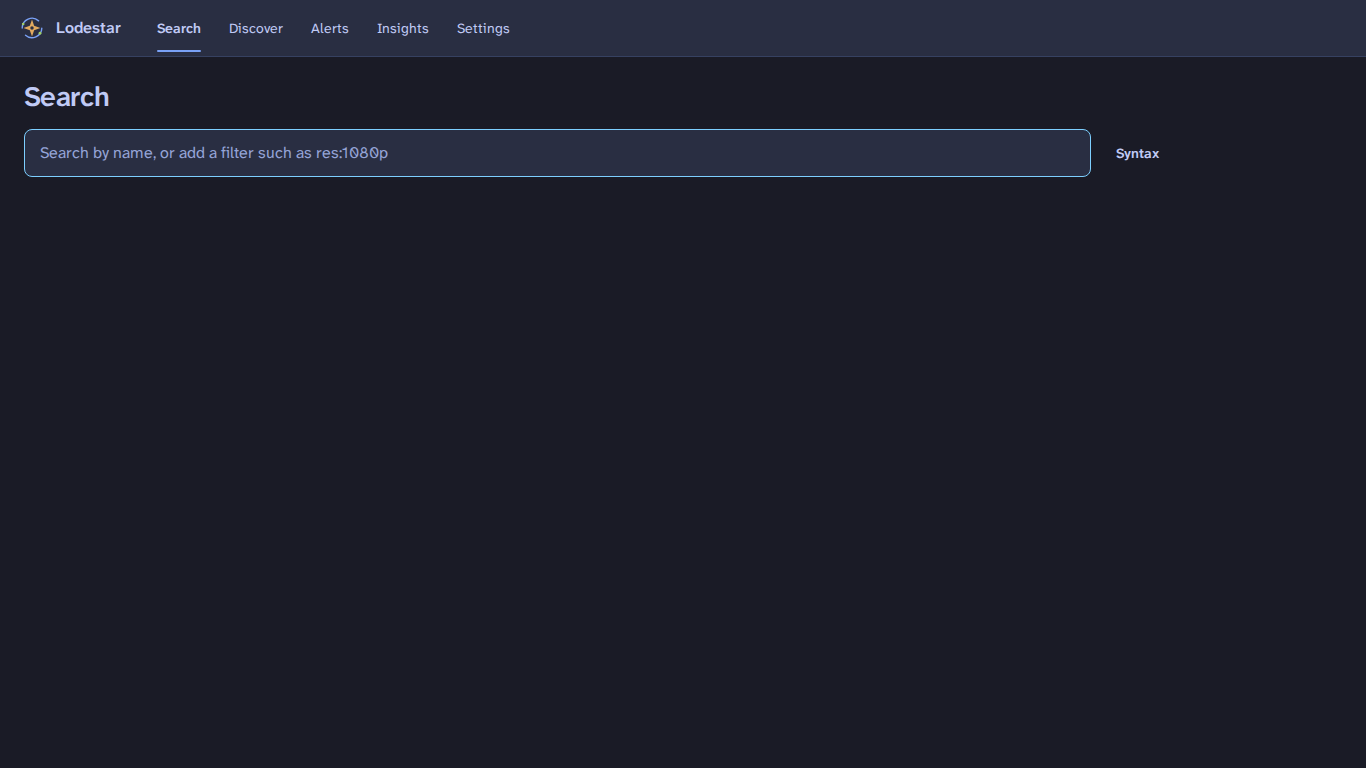 Lodestar Search Discover Alerts Insights Settings
Search
Search by name, or add a filter such as res:1080p Syntax